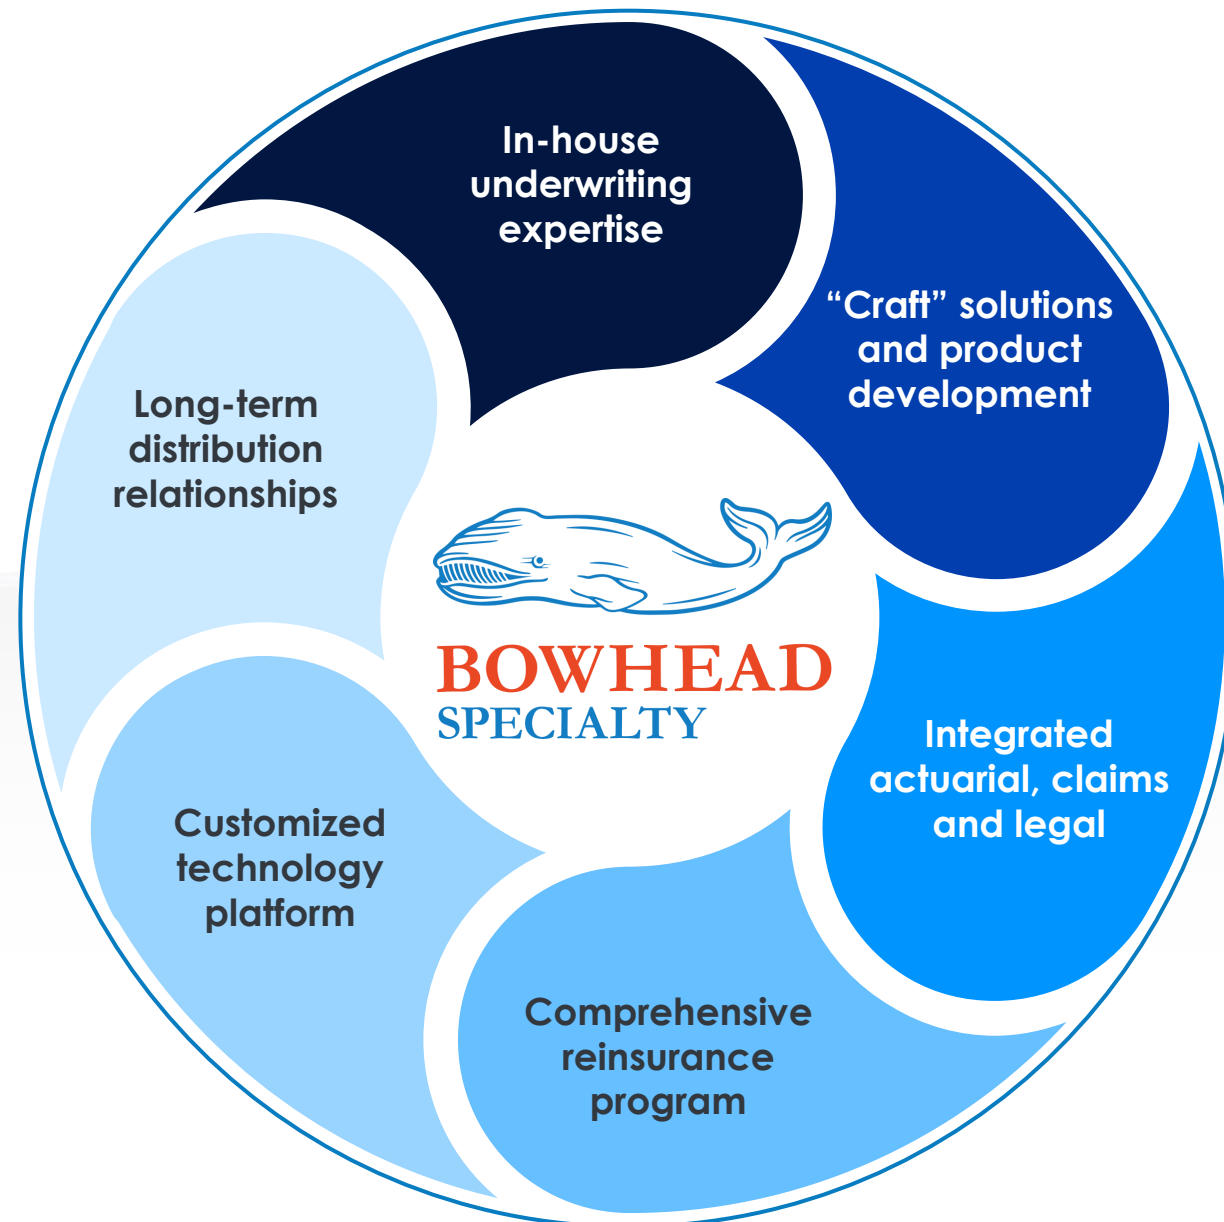 In-house
underwriting
expertise
“Craft” solutions
and product
development
Integrated
actuarial, claims
and legal
Comprehensive
reinsurance
program
Customized
technology
platform
Long-term
distribution
relationships
BOWHEAD
SPECIALTY